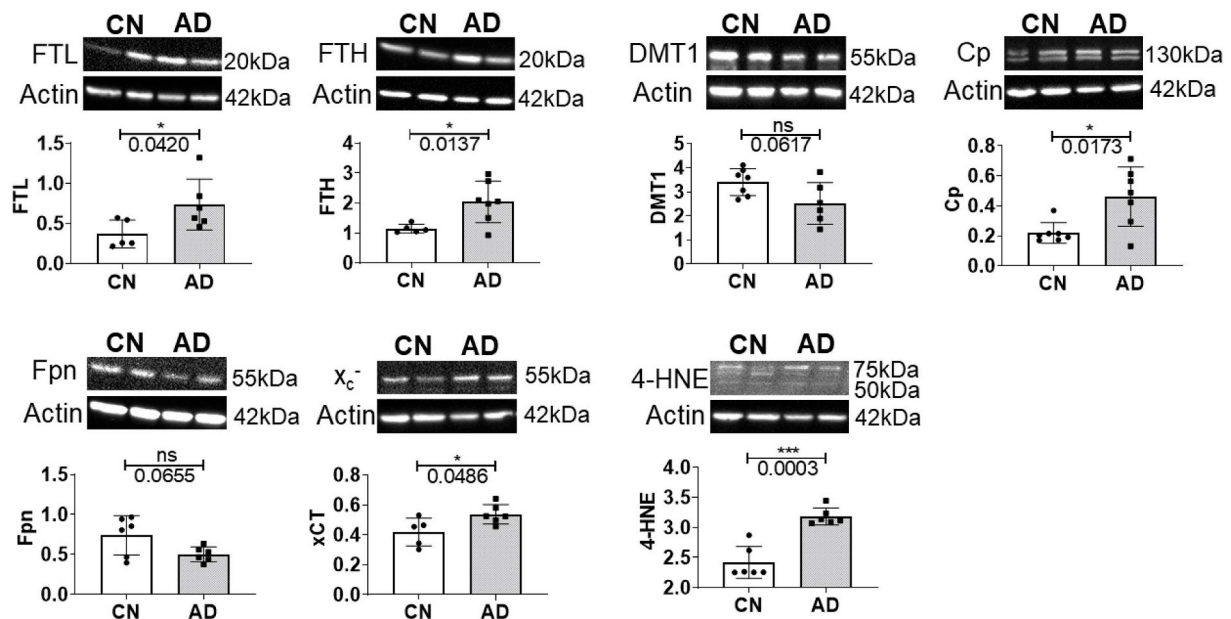 CN AD
FTL 20kDa
Actin 42kDa
*
0.0420
1.5
1.0
0.5
0.0
FTL
CN AD
CN AD
FTH 20kDa
Actin 42kDa
*
0.0137
4
3
2
1
0
FTH
CN AD
CN AD
DMT1 55kDa
Actin 42kDa
ns
0.0617
5
4
3
2
1
0
DMT1
CN AD
CN AD
Cp 130kDa
Actin 42kDa
*
0.0173
0.8
0.6
0.4
0.2
0.0
Cp
CN AD
CN AD
Fpn 55kDa
Actin 42kDa
ns
0.0655
1.5
1.0
0.5
0.0
Fpn
CN AD
CN AD
xc- 55kDa
Actin 42kDa
*
0.0486
0.8
0.6
0.4
0.2
0.0
xCT
CN AD
CN AD
4-HNE 75kDa
50kDa
Actin 42kDa
***
0.0003
4.0
3.5
3.0
2.5
2.0
4-HNE
CN AD